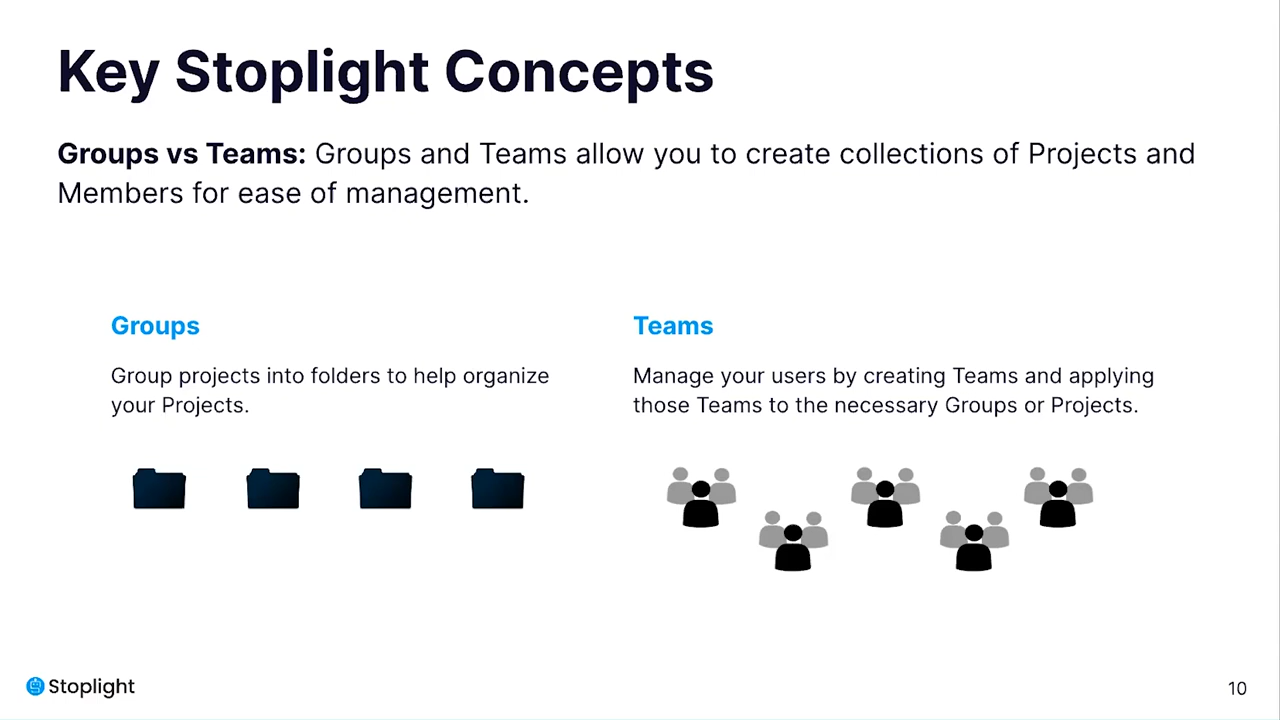 Key Stoplight Concepts
Groups vs Teams: Groups and Teams allow you to create collections of Projects and
Members for ease of management.
Groups
Group projects into folders to help organize
your Projects.
Teams
Manage your users by creating Teams and applying
those Teams to the necessary Groups or Projects.
Stoplight
10